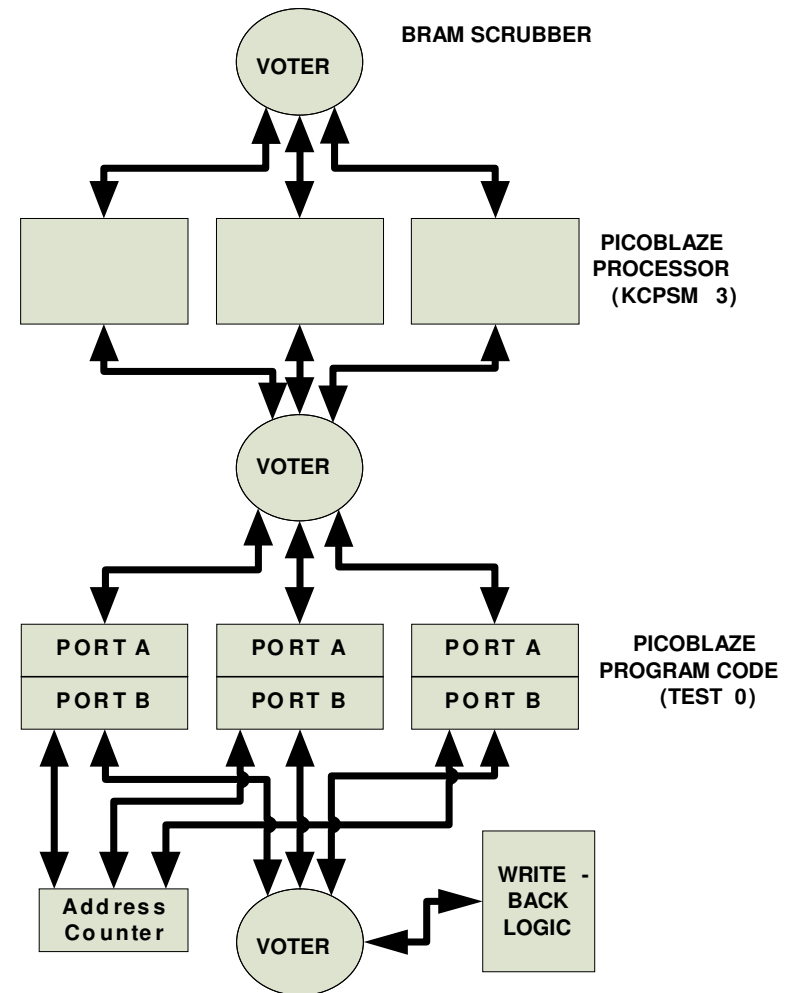 BRAM SCRUBBER
VOTER
PICOBLAZE
PROCESSOR
(KCPSM 3)
VOTER
PORT A
PORT A
PORT A
PICOBLAZE
PROGRAM CODE
(TEST 0)
PORT B
PORT B
PORT B
WRITE -
BACK
LOGIC
Address
Counter
VOTER